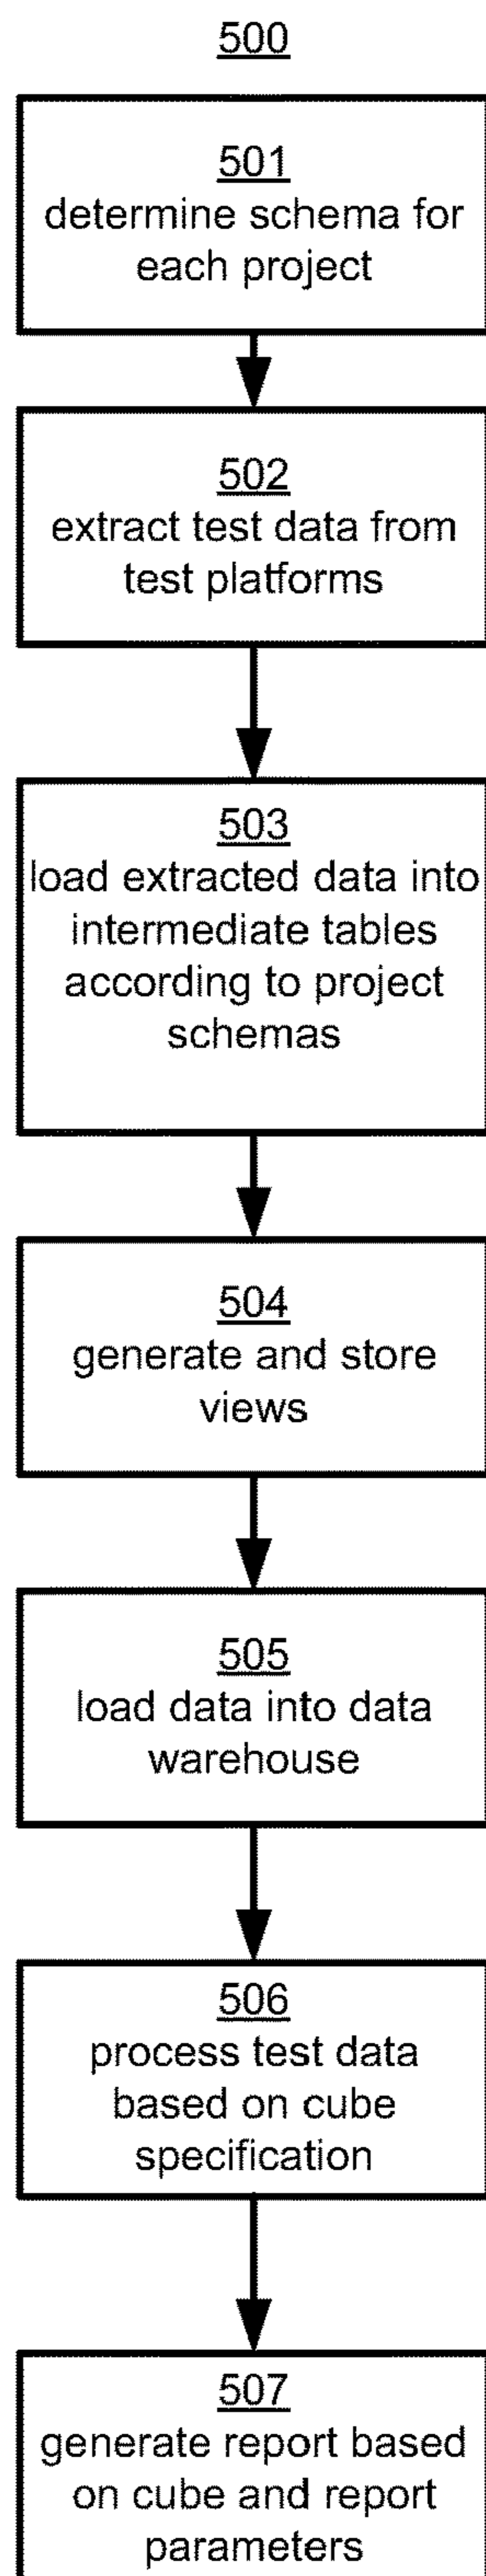 500
501
determine schema for
each project
502
extract test data from
test platforms
503
load extracted data into
intermediate tables
according to project
schemas
504
generate and store
views
505
load data into data
warehouse
506
process test data
based on cube
specification
507
generate report based
on cube and report
parameters